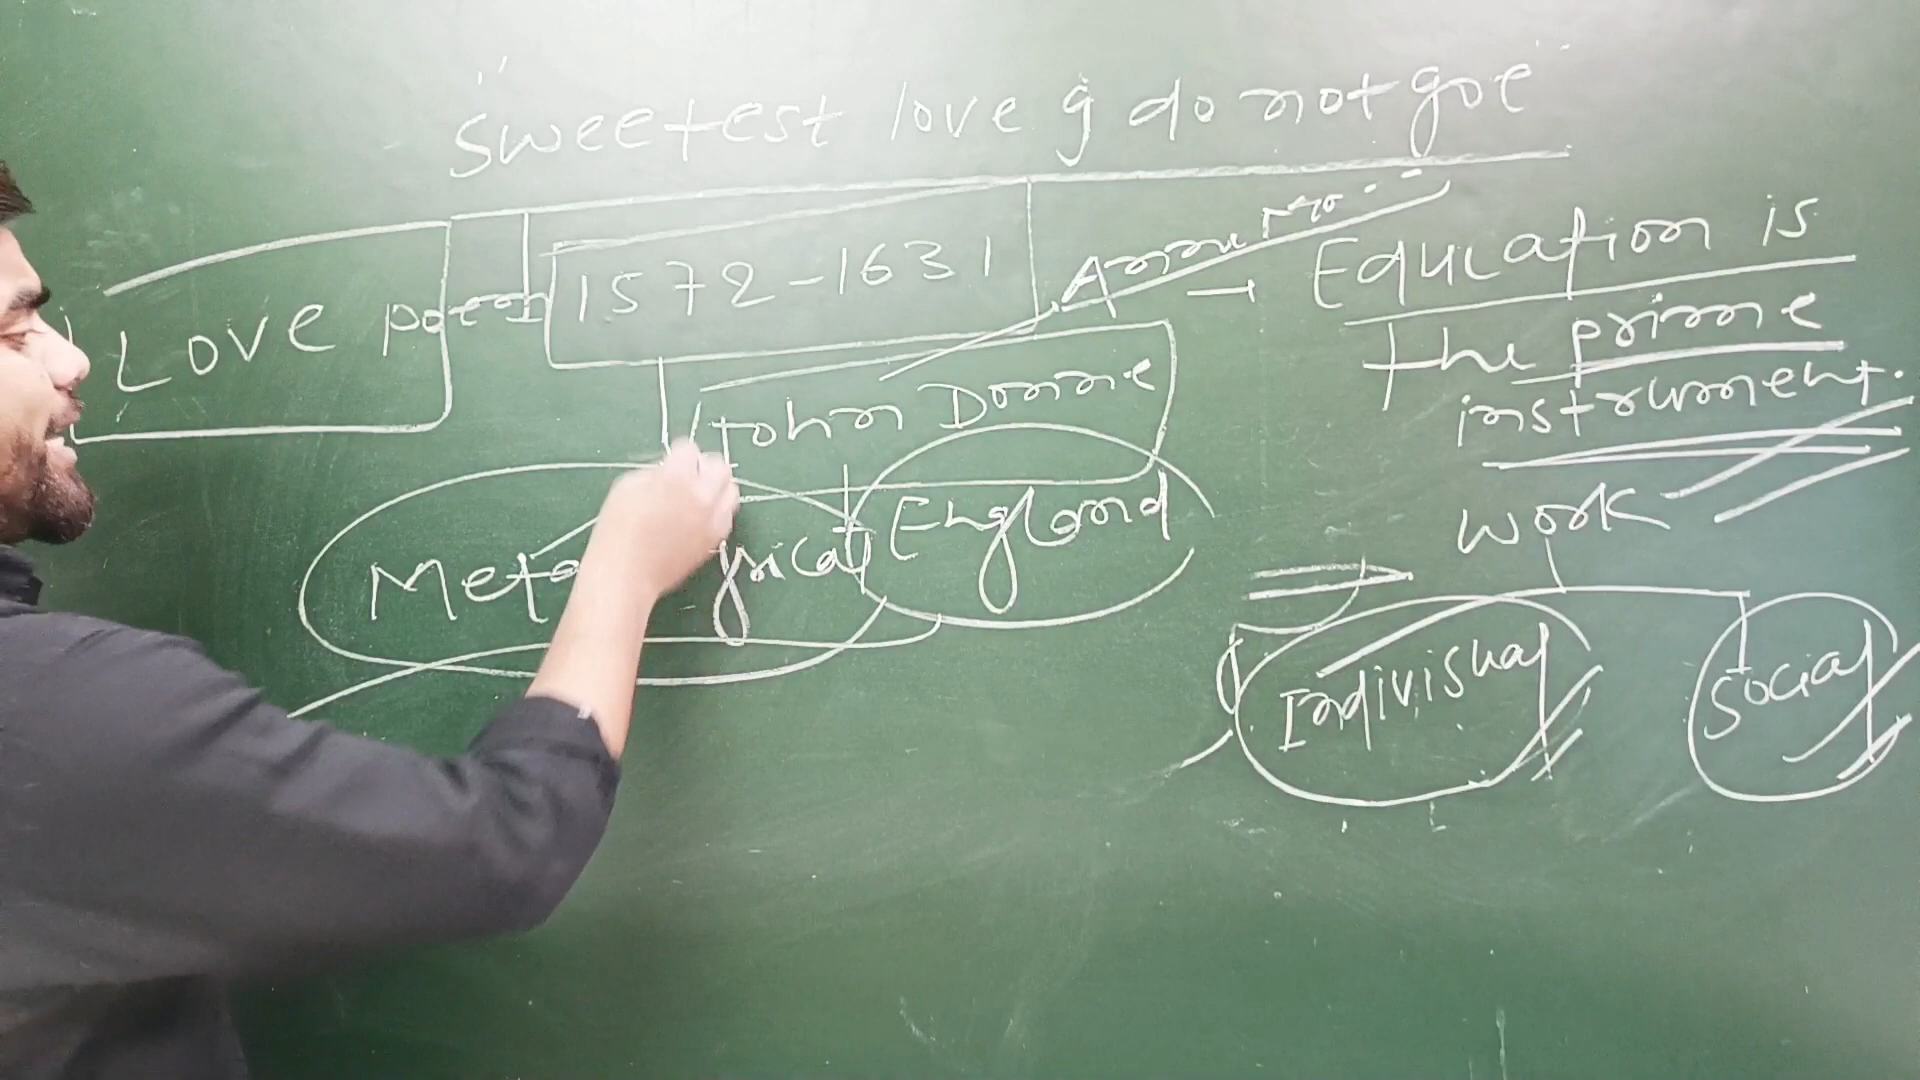 "Sweetest love I do not goe"
Love poem
1572-1631
John Donne
England
Education is
the prime
instrument.
work
Indivisual
Social